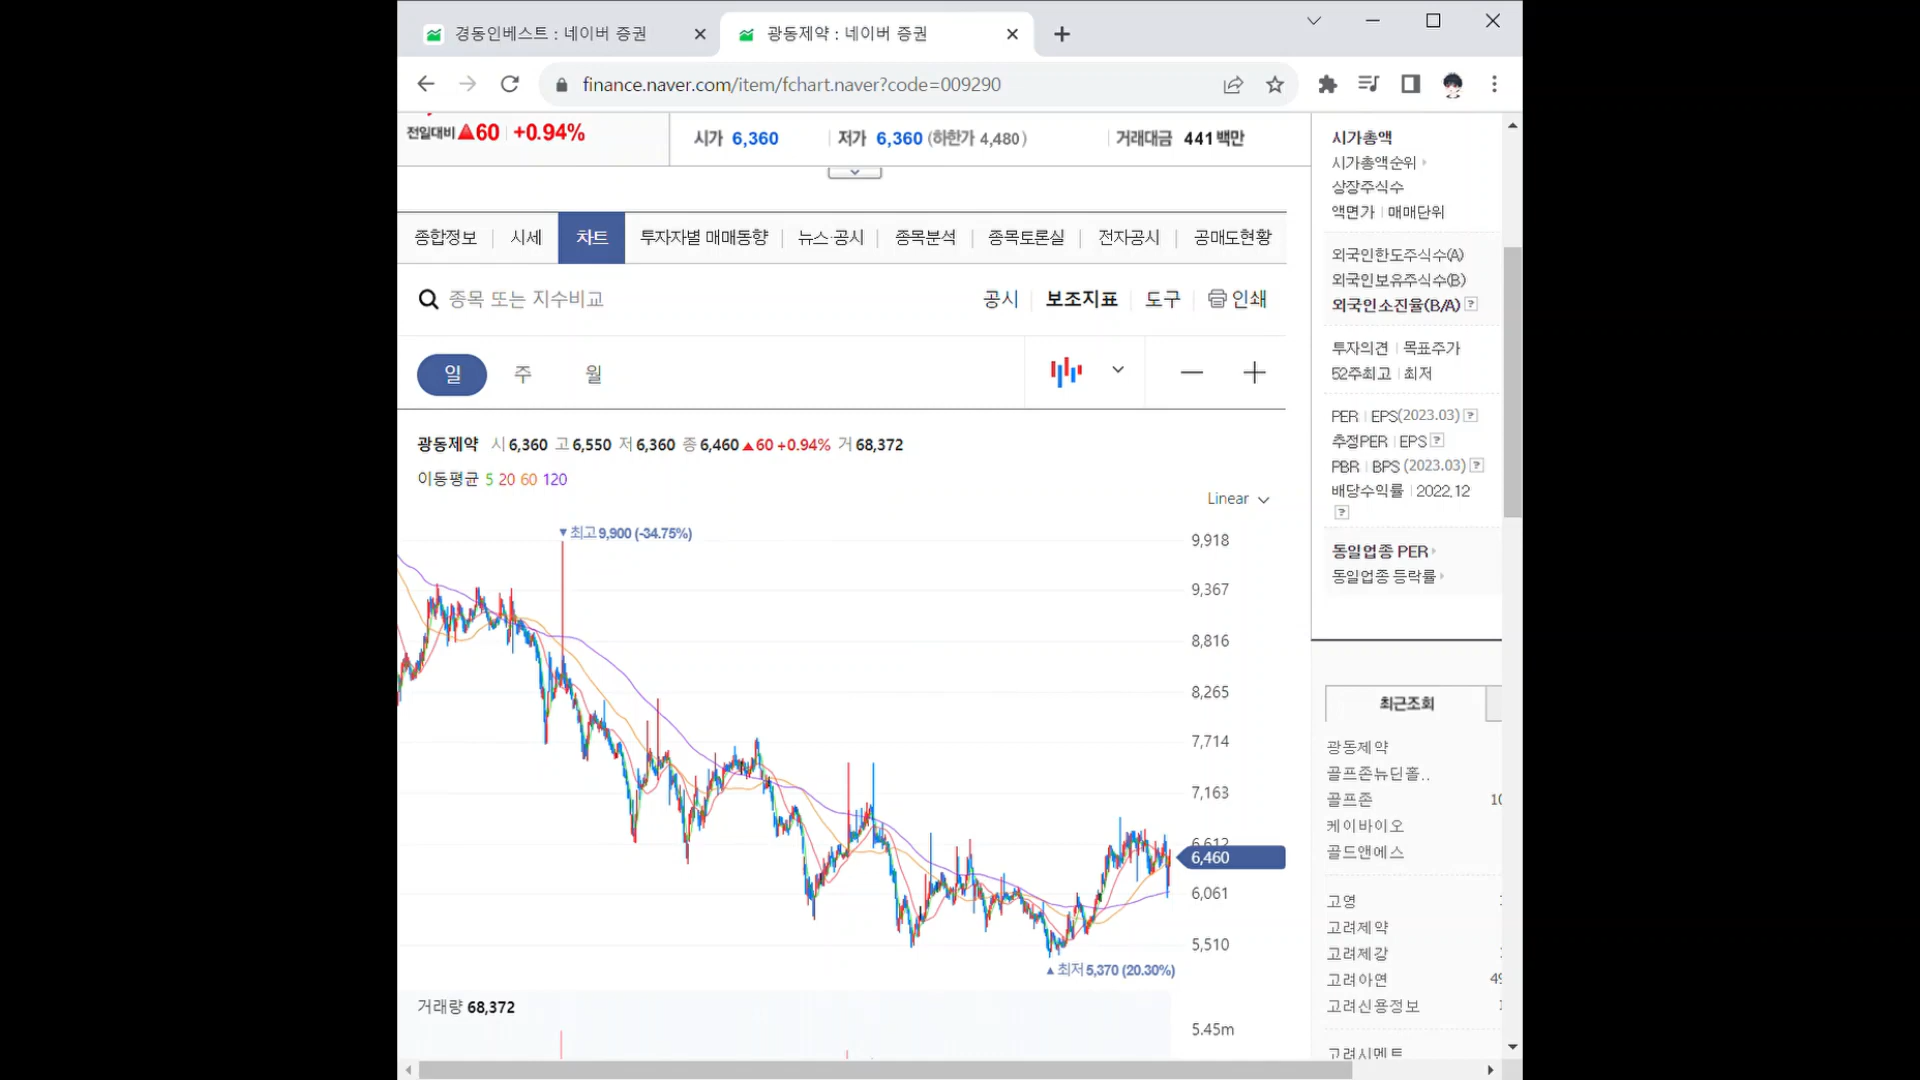 경동인베스트 : 네이버 증권
광동제약 : 네이버 증권
finance.naver.com/item/fchart.naver?code=009290
전일대비 ▲60 +0.94%
시가 6,360
저가 6,360 (하한가 4,480)
거래대금 441 백만
종합정보 시세 차트 투자자별 매매동향 뉴스·공시 종목분석 종목토론실 전자공시 공매도현황
종목 또는 지수비교
공시 보조지표 도구 인쇄
일 주 월
광동제약 시 6,360 고 6,550 저 6,360 종 6,460 ▲60 +0.94% 거 68,372
이동평균 5 20 60 120
Linear
▼최고 9,900 (-34.75%)
9,918
9,367
8,816
8,265
7,714
7,163
6,612
6,460
6,061
5,510
▲최저 5,370 (20.30%)
거래량 68,372
5.45m
시가총액
시가총액순위
상장주식수
액면가 | 매매단위
외국인한도주식수(A)
외국인보유주식수(B)
외국인소진율(B/A) ?
투자의견 | 목표주가
52주최고 | 최저
PER | EPS(2023.03) ?
추정PER | EPS ?
PBR | BPS (2023.03) ?
배당수익률 | 2022.12
?
동일업종 PER
동일업종 등락률
최근조회
광동제약
골프존뉴딘홀..
골프존
케이바이오
골드앤에스
고영
고려제약
고려제강
고려아연
고려신용정보
고려시멘트